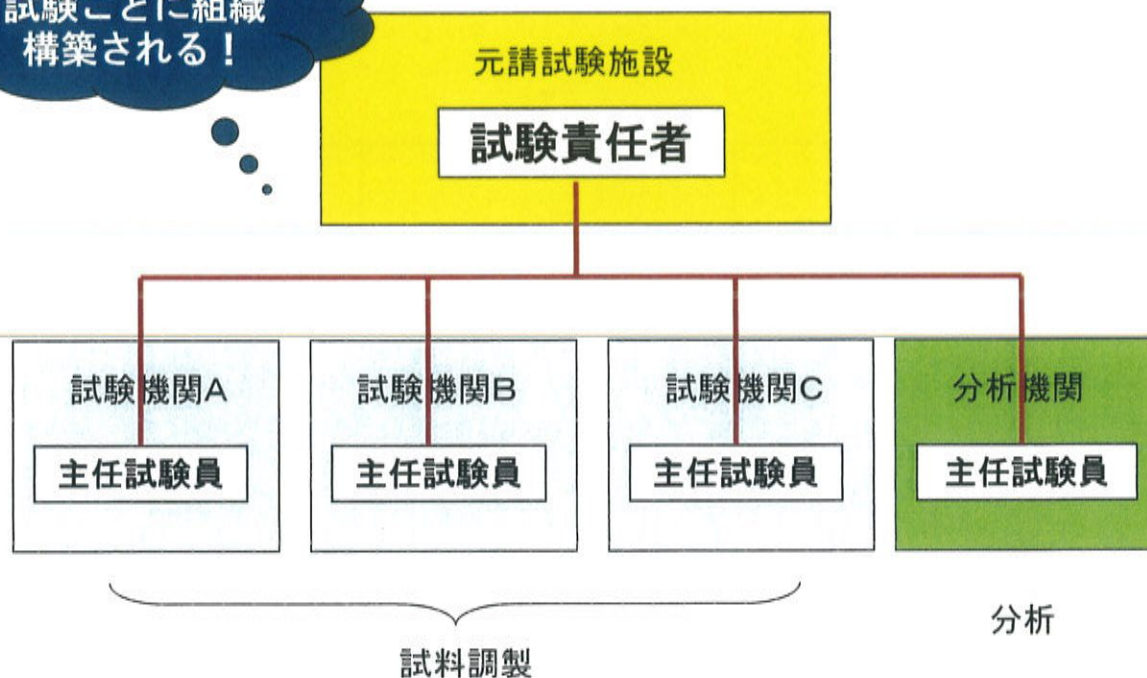 試験ごとに組織
構築される！
元請試験施設
試験責任者
試験機関A
試験機関B
試験機関C
分析機関
主任試験員
主任試験員
主任試験員
主任試験員
試料調製
分析